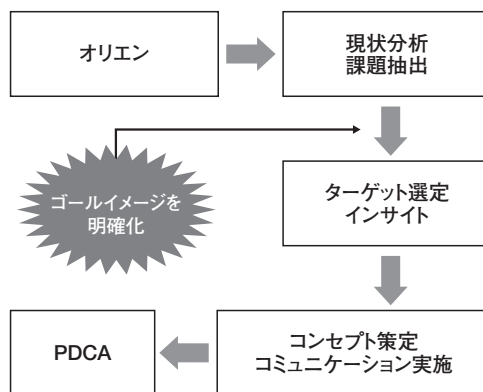 オリエン
現状分析
課題抽出
ゴールイメージを
明確化
ターゲット選定
インサイト
コンセプト策定
コミュニケーション実施
PDCA